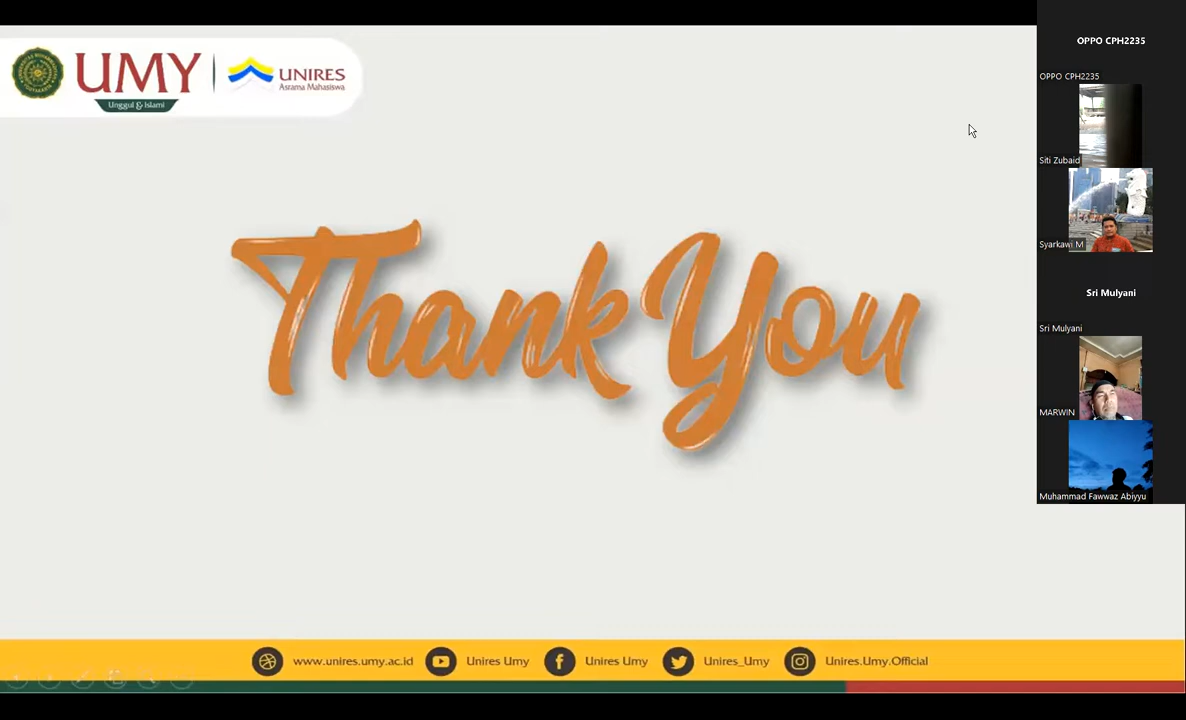 UMY
Unggul & Islami
UNIRES
Asrama Mahasiswa
Thank You
www.unires.umy.ac.id
Unires Umy
Unires Umy
Unires_Umy
Unires.Umy.Official
OPPO CPH2235
OPPO CPH2235
Siti Zubaid
Syarkawi M
Sri Mulyani
Sri Mulyani
MARWIN
Muhammad Fawwaz Abiyyu